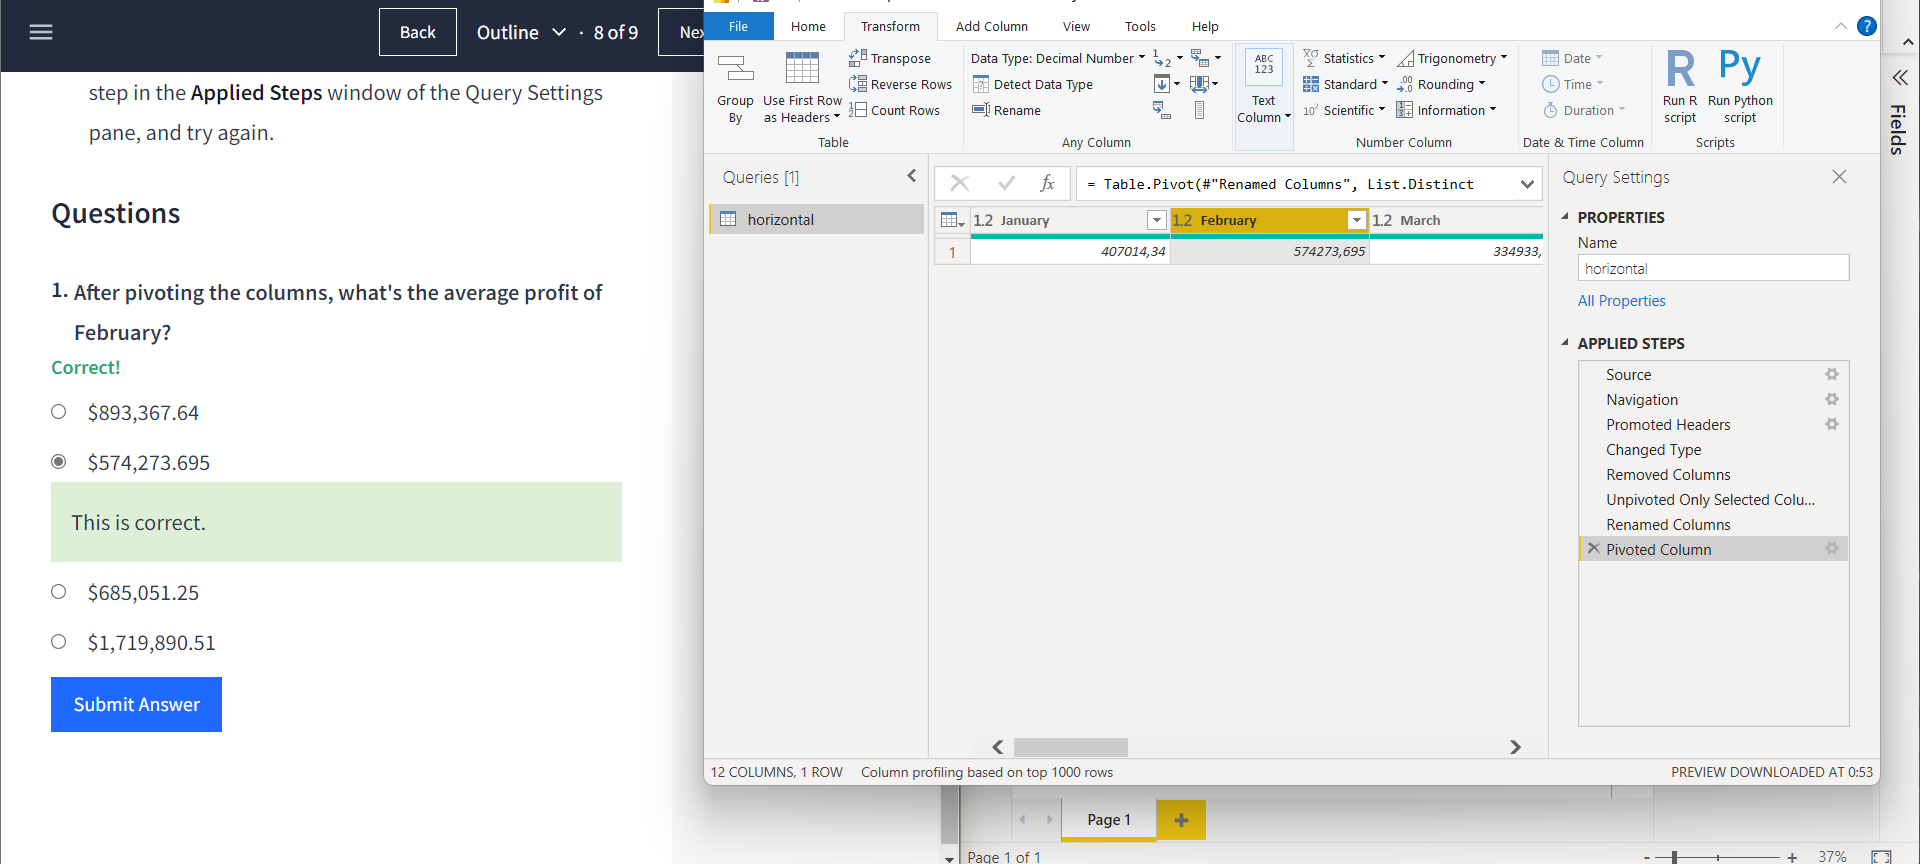 Back
Outline
· 8 of 9
Nex
step in the Applied Steps window of the Query Settings
pane, and try again.
Questions
1. After pivoting the columns, what's the average profit of
February?
Correct!
$893,367.64
$574,273.695
This is correct.
$685,051.25
$1,719,890.51
Submit Answer
File
Home
Transform
Add Column
View
Tools
Help
?
Group
By
Use First Row
as Headers
Transpose
Reverse Rows
Count Rows
Table
Data Type: Decimal Number
Detect Data Type
Rename
1
2
Any Column
ABC
123
Text
Column
Statistics
Standard
10² Scientific
Trigonometry
.00
.0 Rounding
Information
Number Column
Date
Time
Duration
Date & Time Column
R
Run R
script
Py
Run Python
script
Scripts
Fields
Queries [1]
horizontal
fx
= Table.Pivot(#"Renamed Columns", List.Distinct
1.2 January
1.2 February
1.2 March
1
407014,34
574273,695
334933,
Query Settings
PROPERTIES
Name
horizontal
All Properties
APPLIED STEPS
Source
Navigation
Promoted Headers
Changed Type
Removed Columns
Unpivoted Only Selected Colu...
Renamed Columns
Pivoted Column
12 COLUMNS, 1 ROW
Column profiling based on top 1000 rows
PREVIEW DOWNLOADED AT 0:53
Page 1
+
Page 1 of 1
-
+
37%